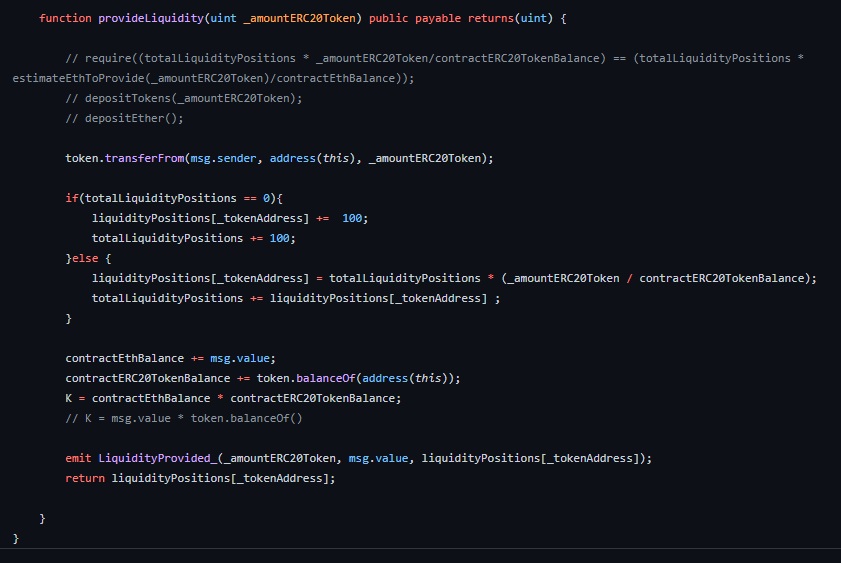 function provideLiquidity(uint _amountERC20Token) public payable returns(uint) {
// require((totalLiquidityPositions * _amountERC20Token/contractERC20TokenBalance) == (totalLiquidityPositions *
estimateEthToProvide(_amountERC20Token)/contractEthBalance));
// depositTokens(_amountERC20Token);
// depositEther();
token.transferFrom(msg.sender, address(this), _amountERC20Token);
if(totalLiquidityPositions == 0){
liquidityPositions[_tokenAddress] +=  100;
totalLiquidityPositions += 100;
}else {
liquidityPositions[_tokenAddress] = totalLiquidityPositions * (_amountERC20Token / contractERC20TokenBalance);
totalLiquidityPositions += liquidityPositions[_tokenAddress] ;
}
contractEthBalance += msg.value;
contractERC20TokenBalance += token.balanceOf(address(this));
K = contractEthBalance * contractERC20TokenBalance;
// K = msg.value * token.balanceOf()
emit LiquidityProvided_(_amountERC20Token, msg.value, liquidityPositions[_tokenAddress]);
return liquidityPositions[_tokenAddress];
}
}